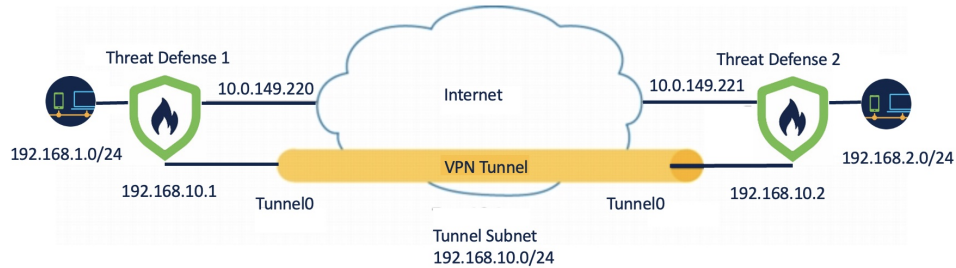 Threat Defense 1
Threat Defense 2
10.0.149.220
Internet
10.0.149.221
192.168.1.0/24
192.168.2.0/24
VPN Tunnel
192.168.10.1
192.168.10.2
Tunnel0
Tunnel0
Tunnel Subnet
192.168.10.0/24